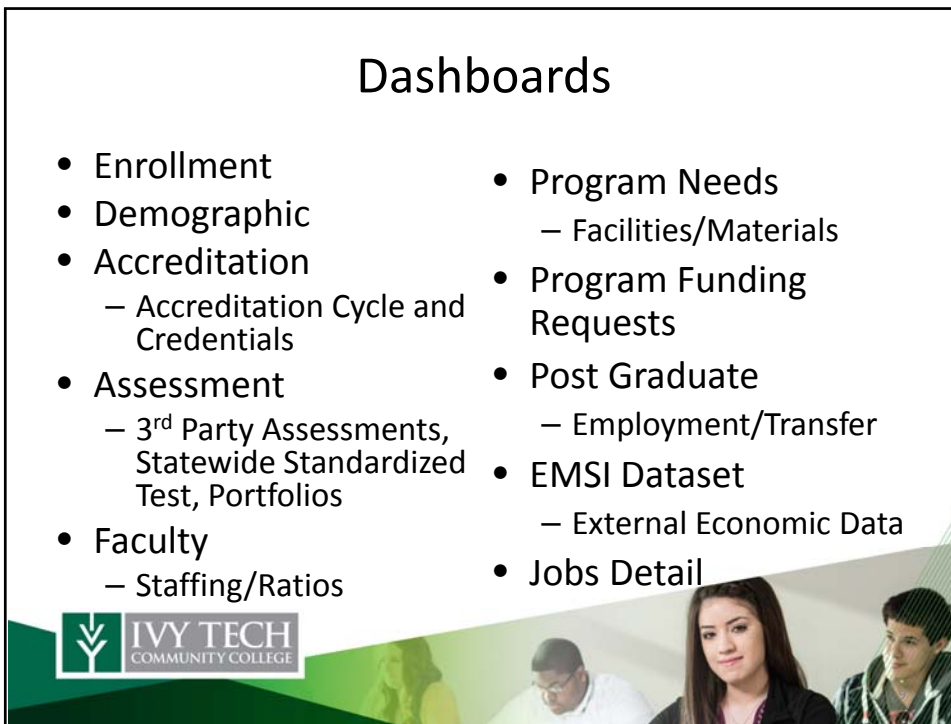 Dashboards
• Enrollment
• Demographic
• Accreditation
– Accreditation Cycle and
Credentials
• Assessment
– 3rd Party Assessments,
Statewide Standardized
Test, Portfolios
• Faculty
– Staffing/Ratios
• Program Needs
– Facilities/Materials
• Program Funding
Requests
• Post Graduate
– Employment/Transfer
• EMSI Dataset
– External Economic Data
• Jobs Detail
IVY TECH
COMMUNITY COLLEGE